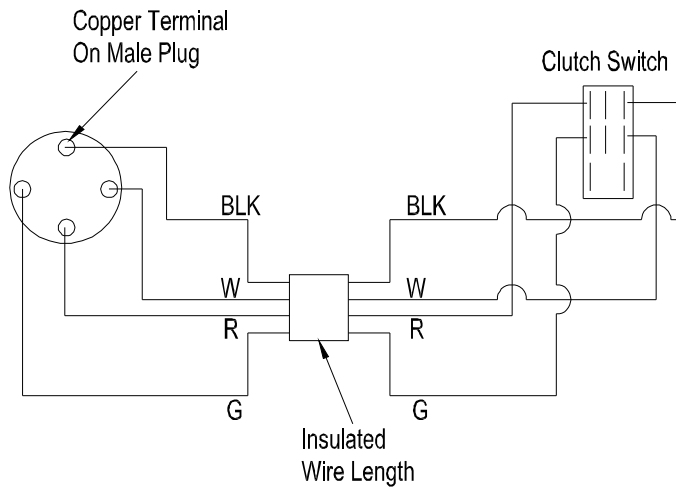 Copper Terminal
On Male Plug
Clutch Switch
BLK
BLK
W
W
R
R
G
G
Insulated
Wire Length